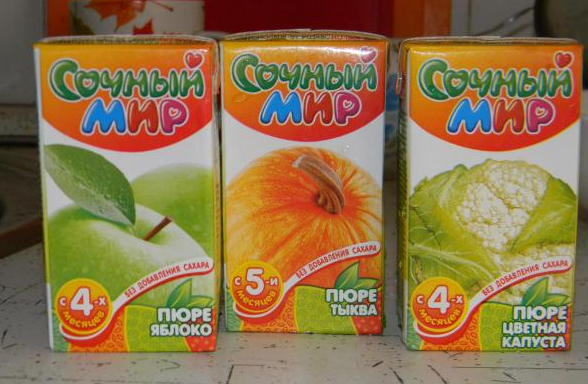 Сочный
мир
БЕЗ ДОБАВЛЕНИЯ САХАРА
с 4-х
месяцев
ПЮРЕ
ЯБЛОКО
Сочный
мир
БЕЗ ДОБАВЛЕНИЯ САХАРА
с 5-и
месяцев
ПЮРЕ
ТЫКВА
Сочный
мир
БЕЗ ДОБАВЛЕНИЯ САХАРА
с 4-х
месяцев
ПЮРЕ
ЦВЕТНАЯ
КАПУСТА